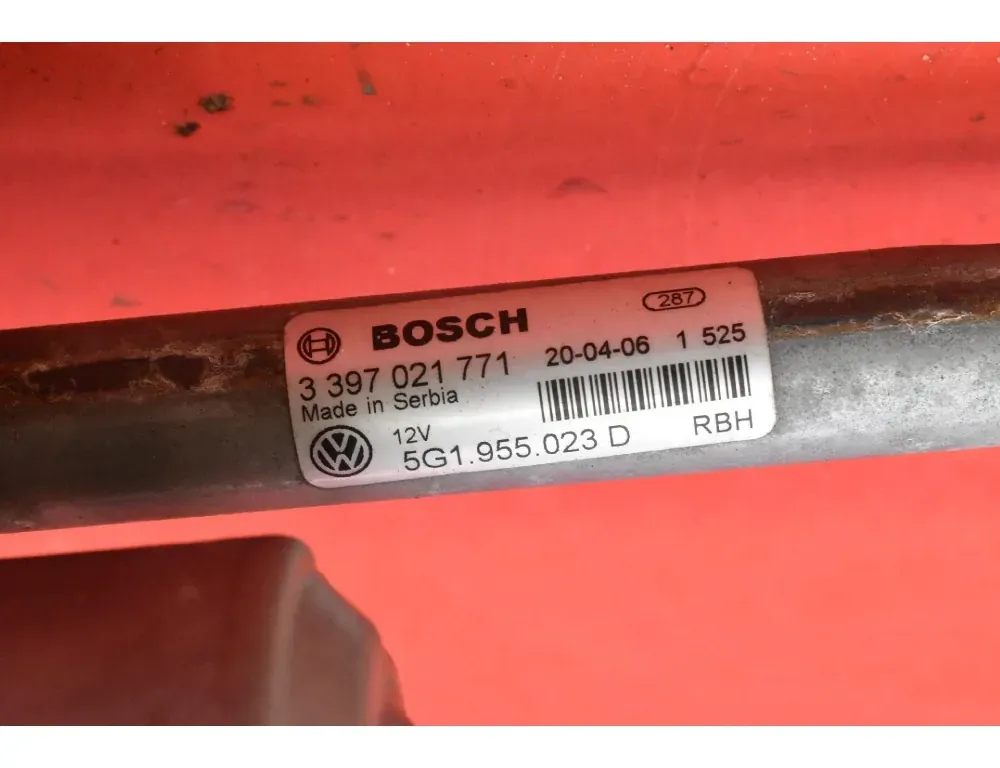 BOSCH 287
3 397 021 771 20-04-06 1 525
Made in Serbia
12V RBH
5G1.955.023 D